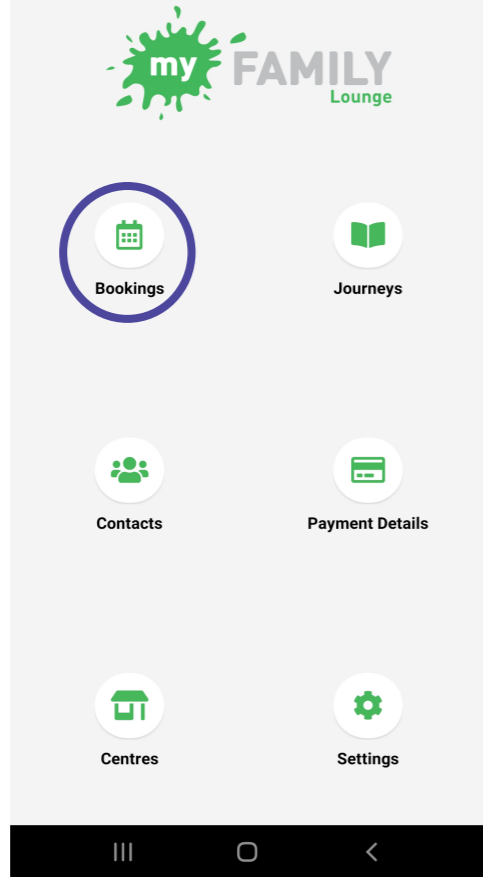 my FAMILY
Lounge
Bookings
Journeys
Contacts
Payment Details
Centres
Settings